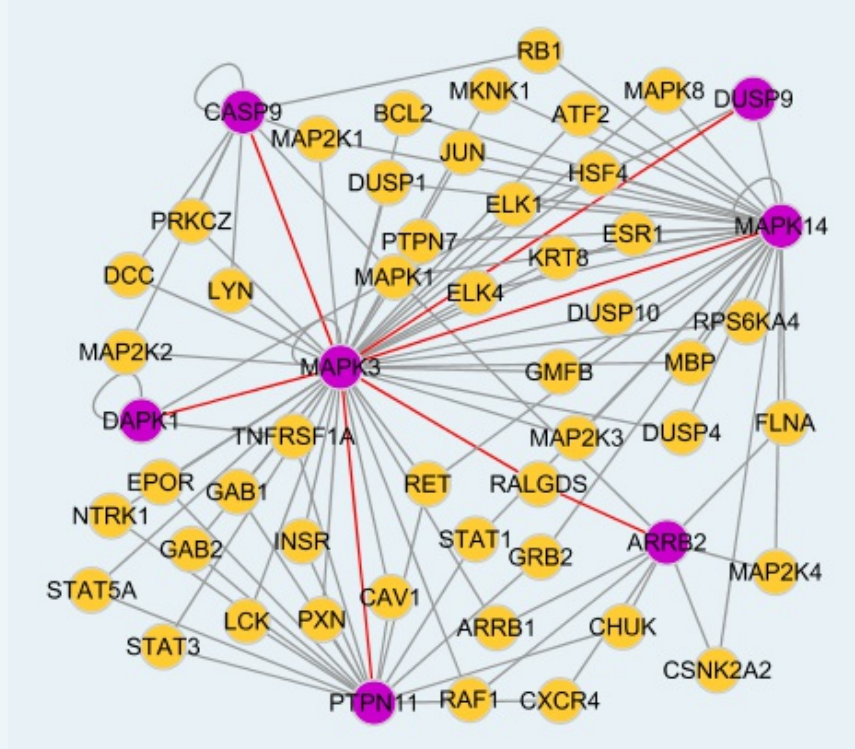 RB1
MKNK1
MAPK8
DUSP9
CASP9
BCL2
ATF2
MAP2K1
JUN
HSF4
DUSP1
ELK1
PRKCZ
MAPK14
PTPN7
ESR1
KRT8
DCC
MAPK1
LYN
ELK4
DUSP10
RPS6KA4
MAP2K2
MAPK3
GMFB
MBP
DAPK1
TNFRSF1A
MAP2K3
DUSP4
FLNA
EPOR
GAB1
RET
RALGDS
NTRK1
GAB2
INSR
STAT1
GRB2
ARRB2
MAP2K4
STAT5A
CAV1
LCK
PXN
ARRB1
CHUK
STAT3
CSNK2A2
PTPN11
RAF1
CXCR4